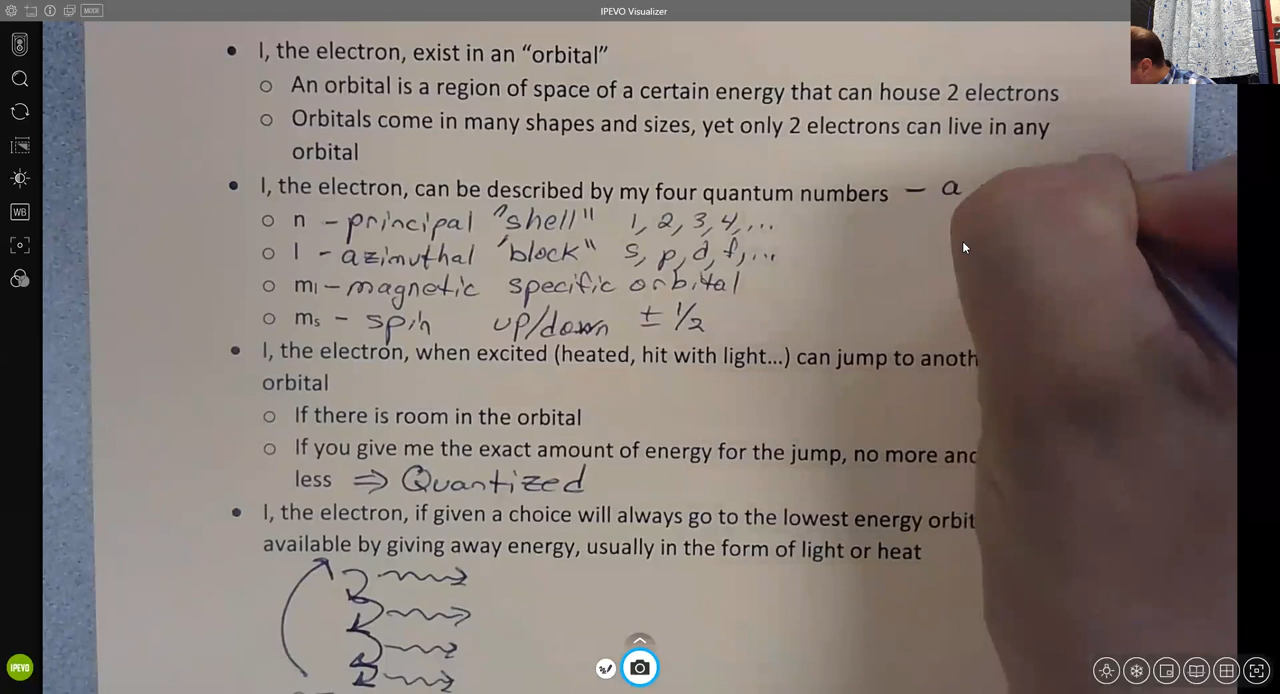 MODE
IPEVO Visualizer
WB
• I, the electron, exist in an “orbital”
o An orbital is a region of space of a certain energy that can house 2 electrons
o Orbitals come in many shapes and sizes, yet only 2 electrons can live in any
orbital
• I, the electron, can be described by my four quantum numbers — a
o n - principal "shell" 1, 2, 3, 4, ...
o l - azimuthal "block" s, p, d, f, ...
o ml - magnetic specific orbital
o ms - spin up/down ± 1/2
• I, the electron, when excited (heated, hit with light…) can jump to anoth
orbital
o If there is room in the orbital
o If you give me the exact amount of energy for the jump, no more and
less ⇒ Quantized
• I, the electron, if given a choice will always go to the lowest energy orbit
available by giving away energy, usually in the form of light or heat
IPEVO